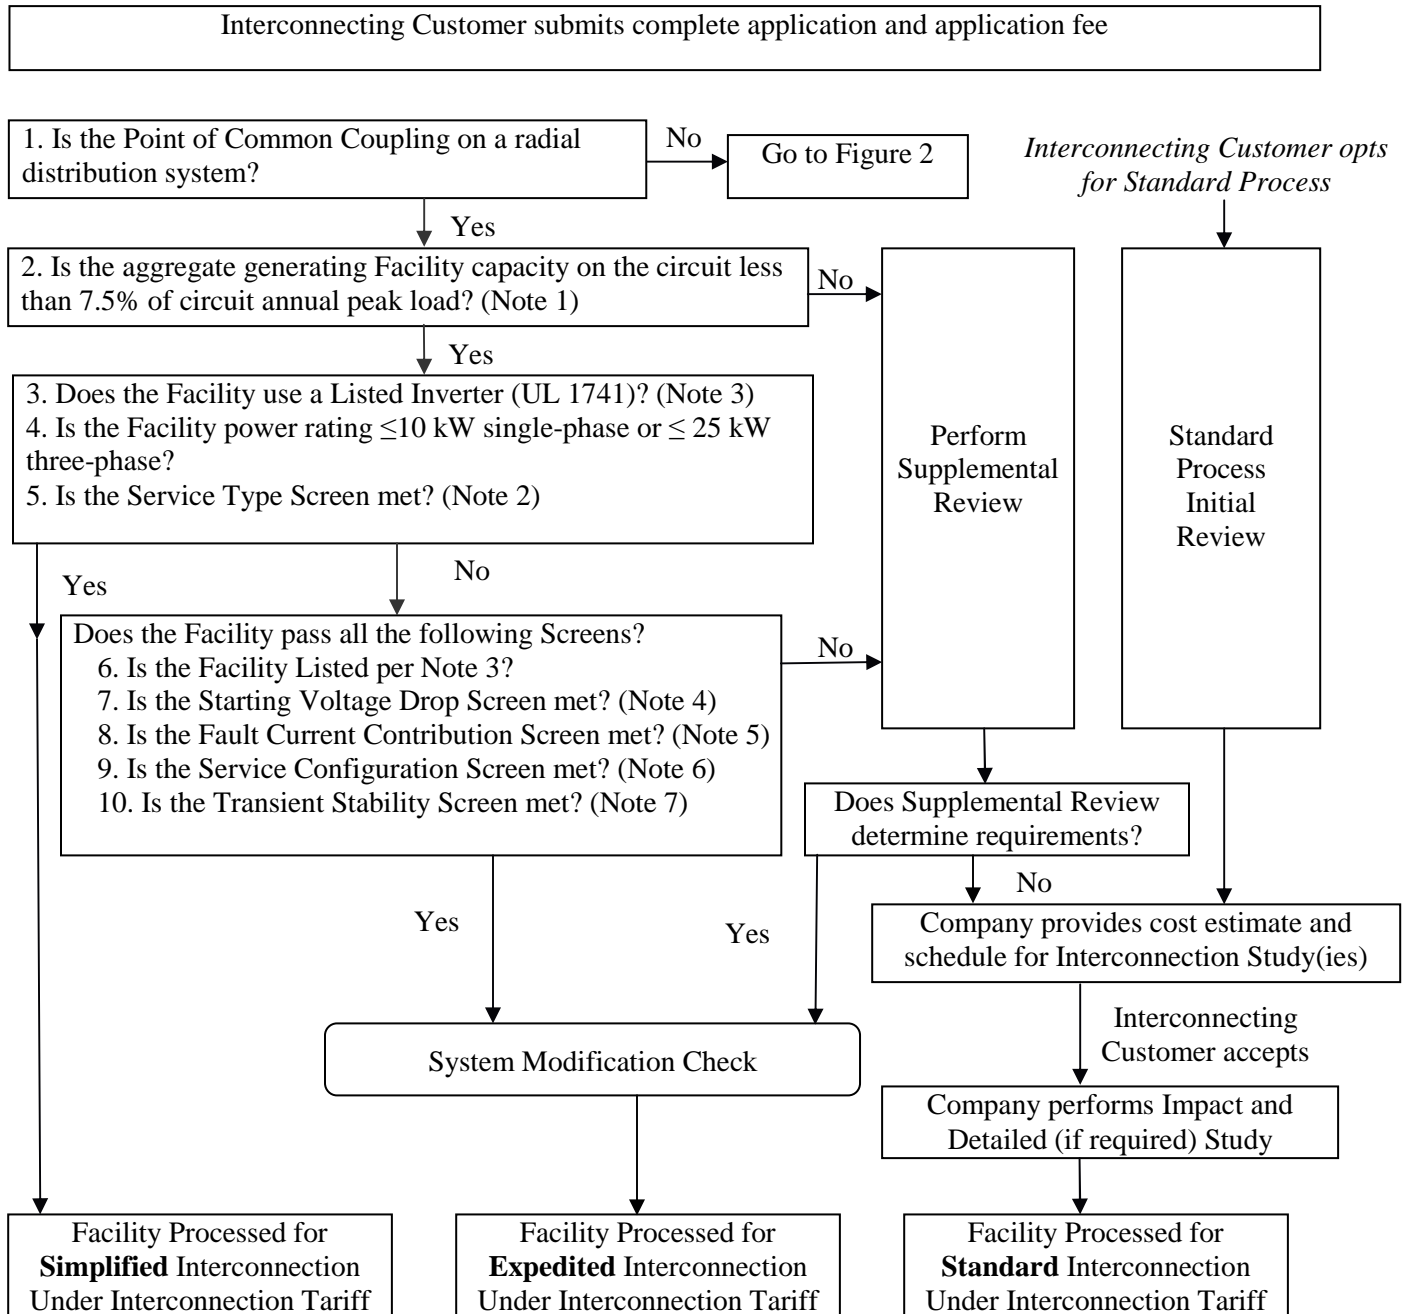 Interconnecting Customer submits complete application and application fee
1. Is the Point of Common Coupling on a radial
distribution system?
No
Go to Figure 2
Interconnecting Customer opts
for Standard Process
Yes
2. Is the aggregate generating Facility capacity on the circuit less
than 7.5% of circuit annual peak load? (Note 1)
No
Yes
3. Does the Facility use a Listed Inverter (UL 1741)? (Note 3)
4. Is the Facility power rating ≤10 kW single-phase or ≤ 25 kW
three-phase?
5. Is the Service Type Screen met? (Note 2)
Perform
Supplemental
Review
Standard
Process
Initial
Review
Yes
No
Does the Facility pass all the following Screens?
6. Is the Facility Listed per Note 3?
7. Is the Starting Voltage Drop Screen met? (Note 4)
8. Is the Fault Current Contribution Screen met? (Note 5)
9. Is the Service Configuration Screen met? (Note 6)
10. Is the Transient Stability Screen met? (Note 7)
No
Does Supplemental Review
determine requirements?
Yes
Yes
No
Company provides cost estimate and
schedule for Interconnection Study(ies)
Interconnecting
Customer accepts
System Modification Check
Company performs Impact and
Detailed (if required) Study
Facility Processed for
Simplified Interconnection
Under Interconnection Tariff
Facility Processed for
Expedited Interconnection
Under Interconnection Tariff
Facility Processed for
Standard Interconnection
Under Interconnection Tariff